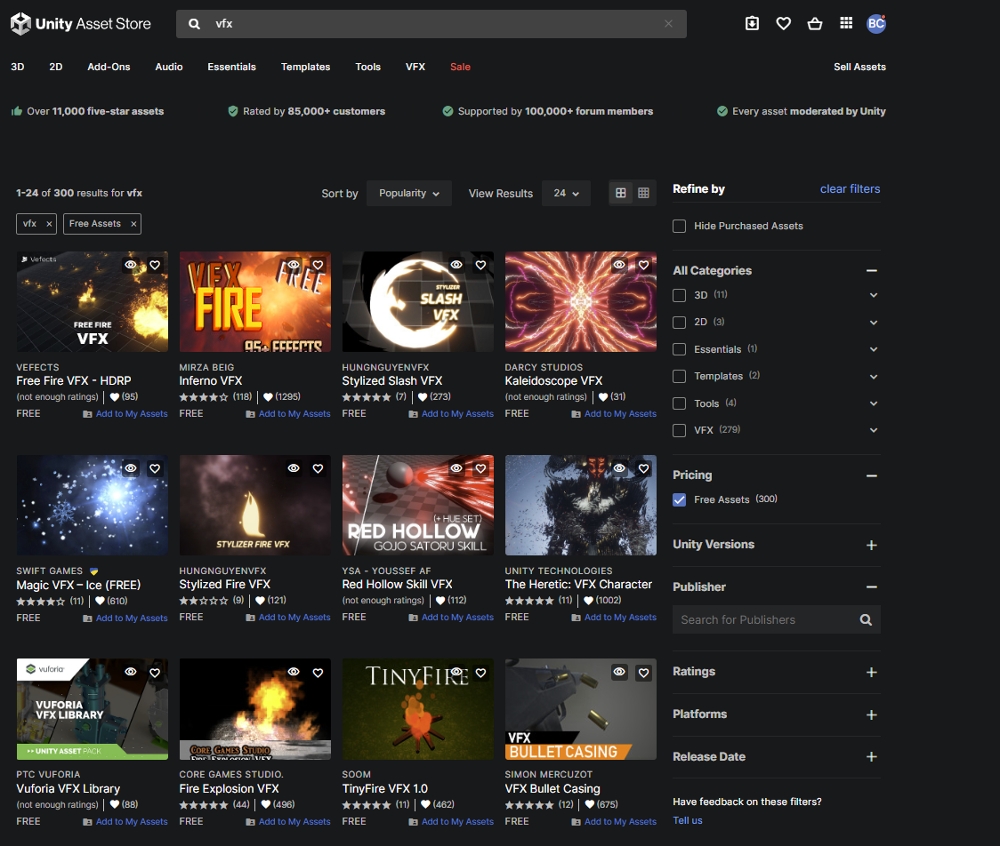 Unity Asset Store
vfx
BC
3D 2D Add-Ons Audio Essentials Templates Tools VFX Sale Sell Assets
Over 11,000 five-star assets Rated by 85,000+ customers Supported by 100,000+ forum members Every asset moderated by Unity
1-24 of 300 results for vfx Sort by Popularity View Results 24
vfx × Free Assets ×
Vefects
FREE FIRE
VFX
VFX FREE
FIRE
95+ EFFECTS
STYLIZER
SLASH
VFX
VEFECTS MIRZA BEIG HUNGNGUYENVFX DARCY STUDIOS
Free Fire VFX - HDRP Inferno VFX Stylized Slash VFX Kaleidoscope VFX
(not enough ratings) (95) (118) (1295) (7) (273) (not enough ratings) (31)
FREE Add to My Assets FREE Add to My Assets FREE Add to My Assets FREE Add to My Assets
STYLIZER FIRE VFX
(+ HUE SET)
RED HOLLOW
GOJO SATORU SKILL
SWIFT GAMES HUNGNGUYENVFX YSA - YOUSSEF AF UNITY TECHNOLOGIES
Magic VFX – Ice (FREE) Stylized Fire VFX Red Hollow Skill VFX The Heretic: VFX Character
(11) (610) (9) (121) (not enough ratings) (112) (11) (1002)
FREE Add to My Assets FREE Add to My Assets FREE Add to My Assets FREE Add to My Assets
vuforia
VUFORIA
VFX LIBRARY
UNITY ASSET PACK
CORE GAMES STUDIO
FIRE EXPLOSION VFX
TINYFIRE
VFX
BULLET CASING
PTC VUFORIA CORE GAMES STUDIO. SOOM SIMON MERCUZOT
Vuforia VFX Library Fire Explosion VFX TinyFire VFX 1.0 VFX Bullet Casing
(not enough ratings) (88) (44) (496) (11) (462) (12) (675)
FREE Add to My Assets FREE Add to My Assets FREE Add to My Assets FREE Add to My Assets
Refine by clear filters
Hide Purchased Assets
All Categories
3D (11)
2D (3)
Essentials (1)
Templates (2)
Tools (4)
VFX (279)
Pricing
Free Assets (300)
Unity Versions
Publisher
Search for Publishers
Ratings
Platforms
Release Date
Have feedback on these filters?
Tell us